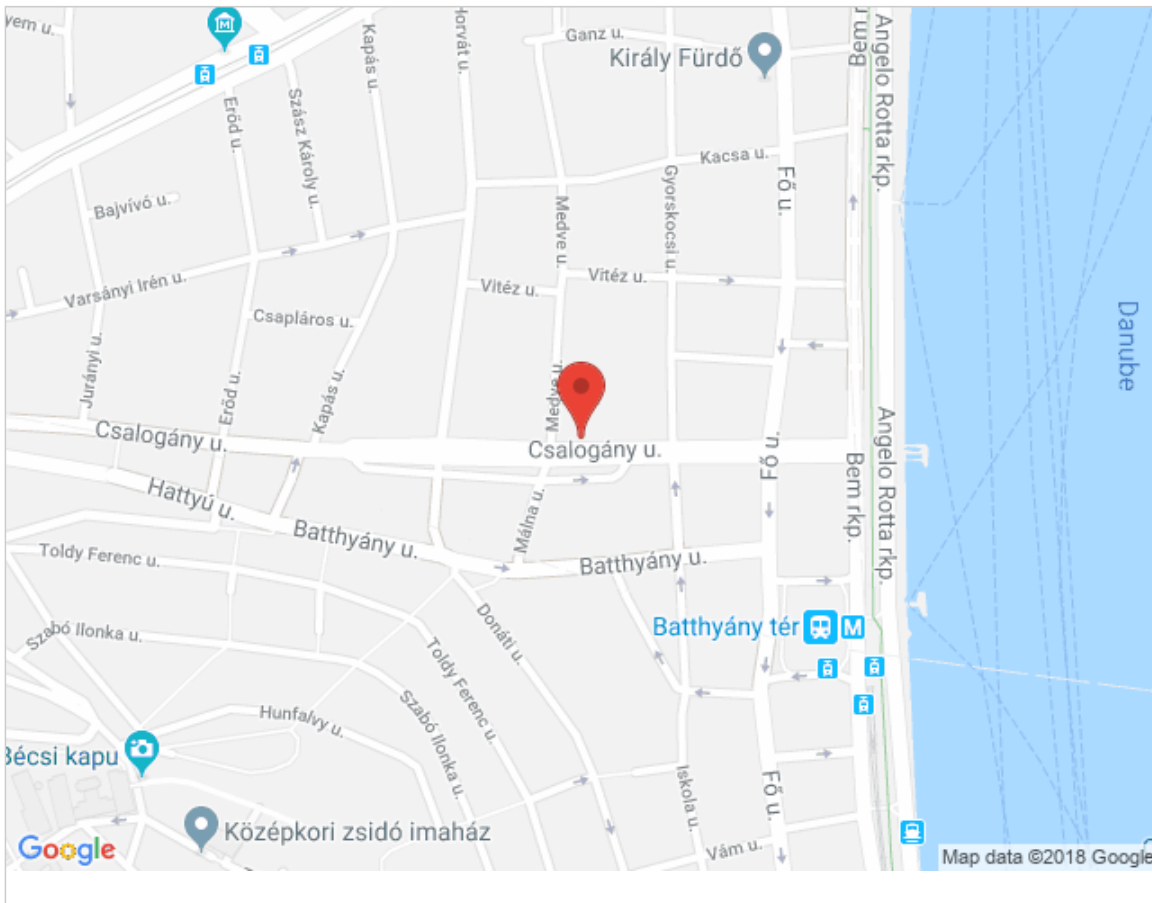 yem u.
Kapás u.
Horvát u.
Ganz u.
Király Fürdő
Bem r
Angelo Rotta rkp.
Erőd u.
Szász Károly u.
Kacsa u.
Fő u.
Gyorskocsi u.
Bajvívó u.
Medve u.
Varsányi Irén u.
Vitéz u.
Vitéz u.
Csapláros u.
Danube
Jurányi u.
Erőd u.
Kapás u.
Medve u.
Csalogány u.
Csalogány u.
Fő u.
Bem rkp.
Angelo Rotta rkp.
Hattyú u.
Batthyány u.
Málna u.
Batthyány u.
Toldy Ferenc u.
Szabó Ilonka u.
Donáti u.
Toldy Ferenc u.
Batthyány tér
M
Hunfalvy u.
Szabó Ilonka u.
Bécsi kapu
Iskola u.
Fő u.
Középkori zsidó imaház
Vám u.
Google
Map data ©2018 Google